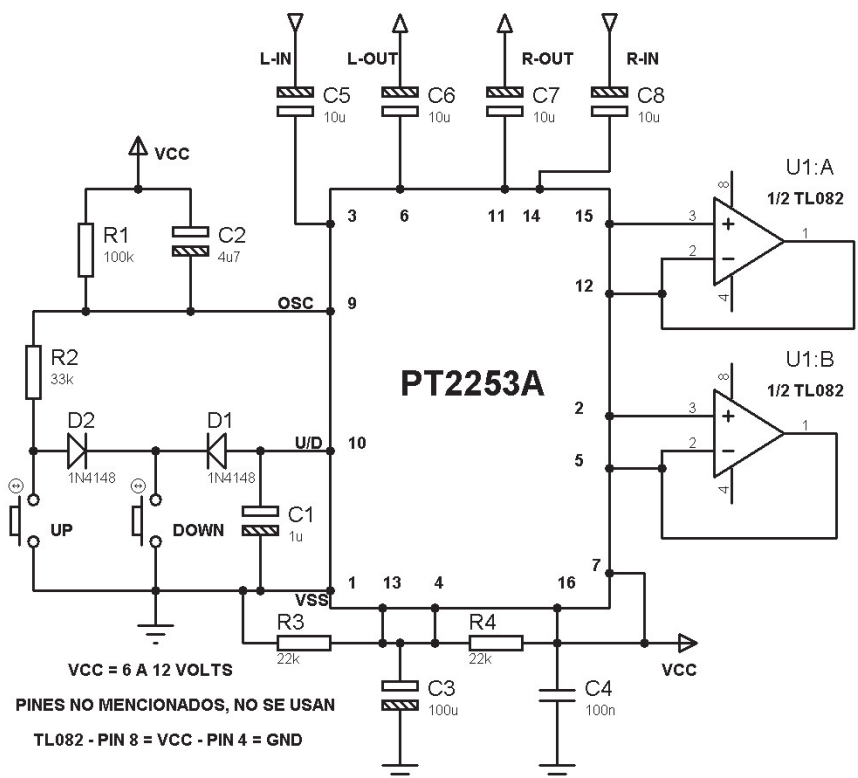 L-IN
L-OUT
R-OUT
R-IN
C5
10u
C6
10u
C7
10u
C8
10u
VCC
R1
100k
C2
4u7
3
6
11
14
15
U1:A
1/2 TL082
8
3
+
2
−
1
4
12
OSC
9
R2
33k
PT2253A
U1:B
1/2 TL082
8
2
3
+
5
2
−
1
4
D2
1N4148
D1
1N4148
U/D
10
UP
DOWN
C1
1u
VSS
1
13
4
16
7
R3
22k
R4
22k
VCC
C3
100u
C4
100n
VCC = 6 A 12 VOLTS
PINES NO MENCIONADOS, NO SE USAN
TL082 - PIN 8 = VCC - PIN 4 = GND